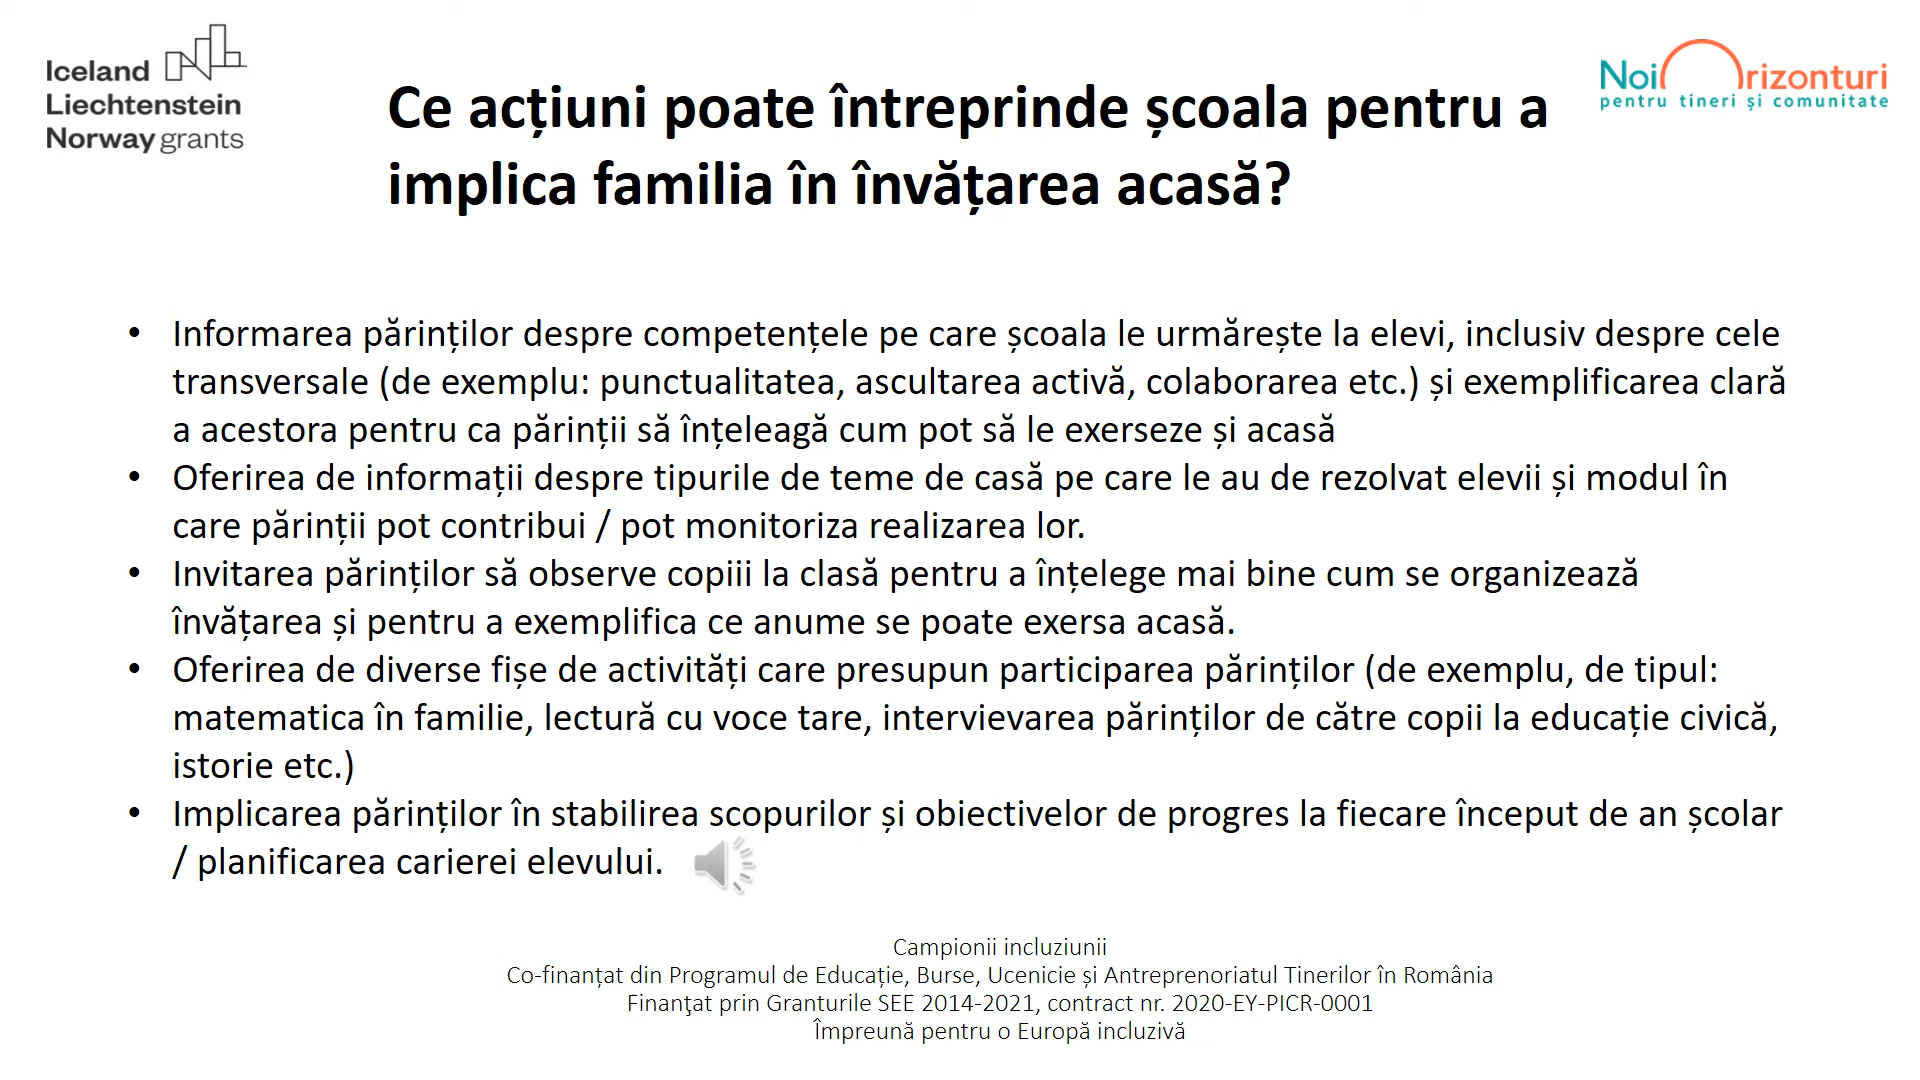 Iceland
Liechtenstein
Norway grants
Noi Orizonturi
pentru tineri și comunitate
Ce acțiuni poate întreprinde școala pentru a
implica familia în învățarea acasă?
• Informarea părinților despre competențele pe care școala le urmărește la elevi, inclusiv despre cele
transversale (de exemplu: punctualitatea, ascultarea activă, colaborarea etc.) și exemplificarea clară
a acestora pentru ca părinții să înțeleagă cum pot să le exerseze și acasă
• Oferirea de informații despre tipurile de teme de casă pe care le au de rezolvat elevii și modul în
care părinții pot contribui / pot monitoriza realizarea lor.
• Invitarea părinților să observe copiii la clasă pentru a înțelege mai bine cum se organizează
învățarea și pentru a exemplifica ce anume se poate exersa acasă.
• Oferirea de diverse fișe de activități care presupun participarea părinților (de exemplu, de tipul:
matematica în familie, lectură cu voce tare, intervievarea părinților de către copii la educație civică,
istorie etc.)
• Implicarea părinților în stabilirea scopurilor și obiectivelor de progres la fiecare început de an școlar
/ planificarea carierei elevului.
Campionii incluziunii
Co-finanțat din Programul de Educație, Burse, Ucenicie și Antreprenoriatul Tinerilor în România
Finanţat prin Granturile SEE 2014-2021, contract nr. 2020-EY-PICR-0001
Împreună pentru o Europă incluzivă